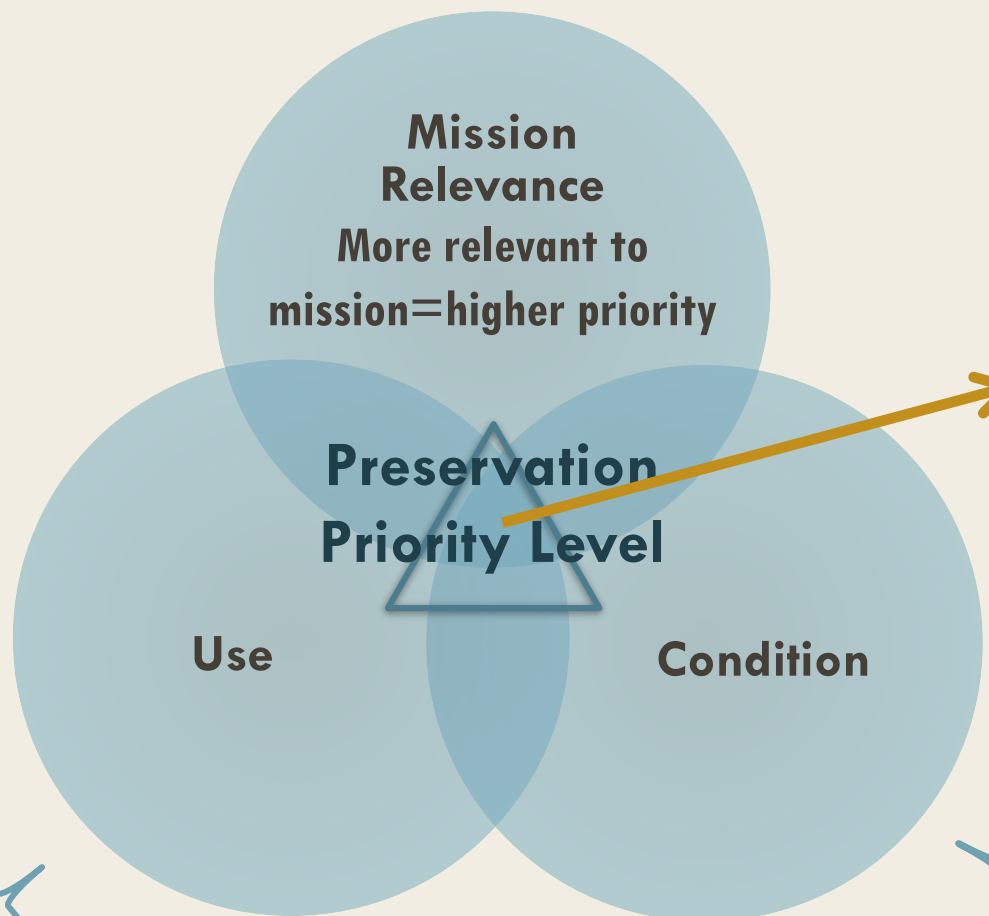 Mission
Relevance
More relevant to
mission=higher priority
Preservation
Priority Level
Use
Condition